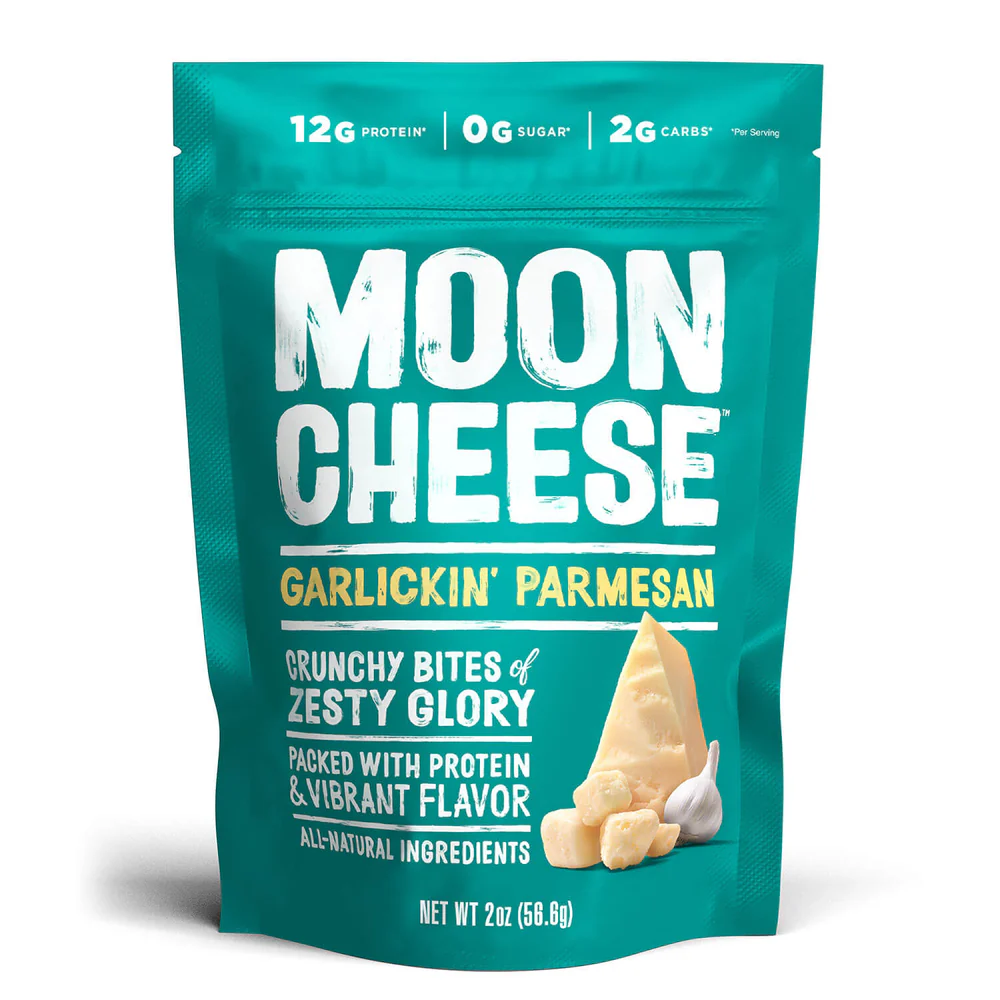 12G PROTEIN* | 0G SUGAR* | 2G CARBS* *Per Serving
MOON
CHEESE™
GARLICKIN' PARMESAN
CRUNCHY BITES of
ZESTY GLORY
PACKED WITH PROTEIN
& VIBRANT FLAVOR
ALL-NATURAL INGREDIENTS
NET WT 2oz (56.6g)